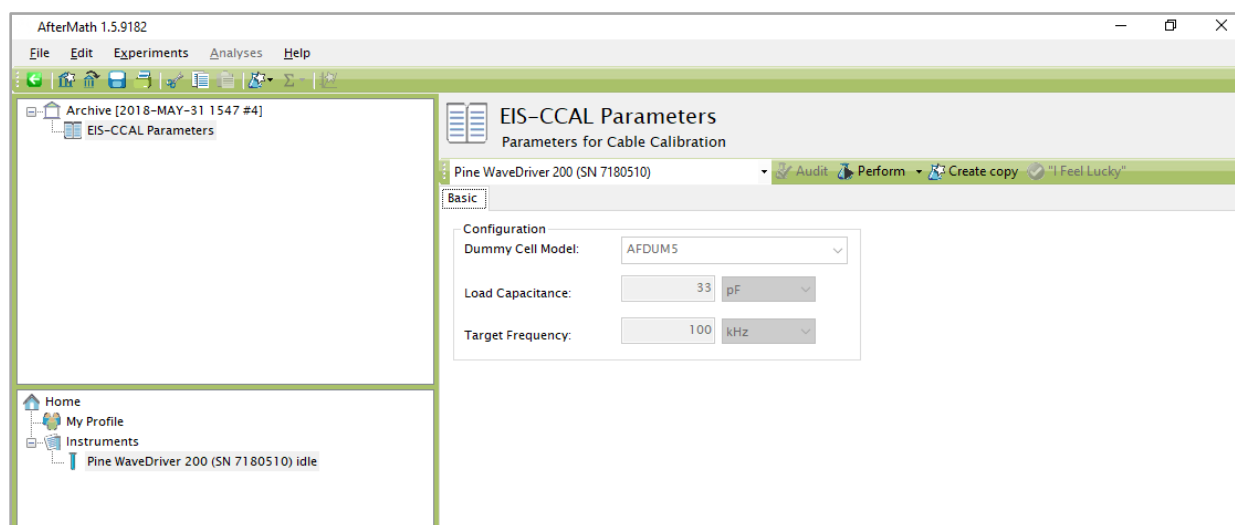 AfterMath 1.5.9182
File Edit Experiments Analyses Help
Archive [2018-MAY-31 1547 #4]
EIS-CCAL Parameters
EIS-CCAL Parameters
Parameters for Cable Calibration
Pine WaveDriver 200 (SN 7180510) Audit Perform Create copy "I Feel Lucky"
Basic
Configuration
Dummy Cell Model: AFDUM5
Load Capacitance: 33 pF
Target Frequency: 100 kHz
Home
My Profile
Instruments
Pine WaveDriver 200 (SN 7180510) idle